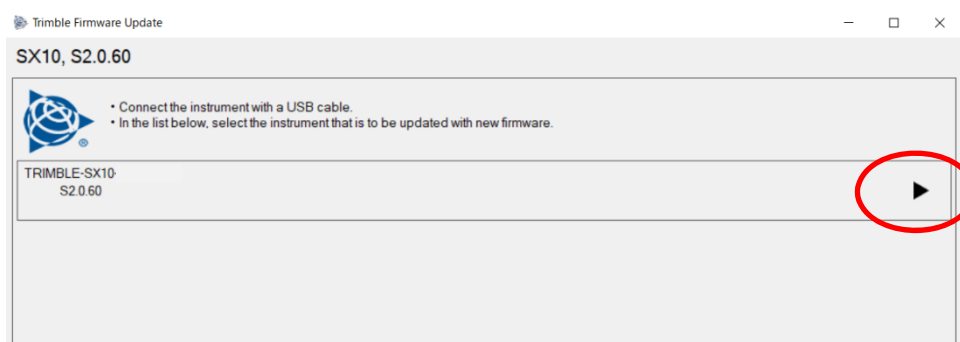 Trimble Firmware Update
SX10, S2.0.60
• Connect the instrument with a USB cable.
• In the list below, select the instrument that is to be updated with new firmware.
®
TRIMBLE-SX10
S2.0.60